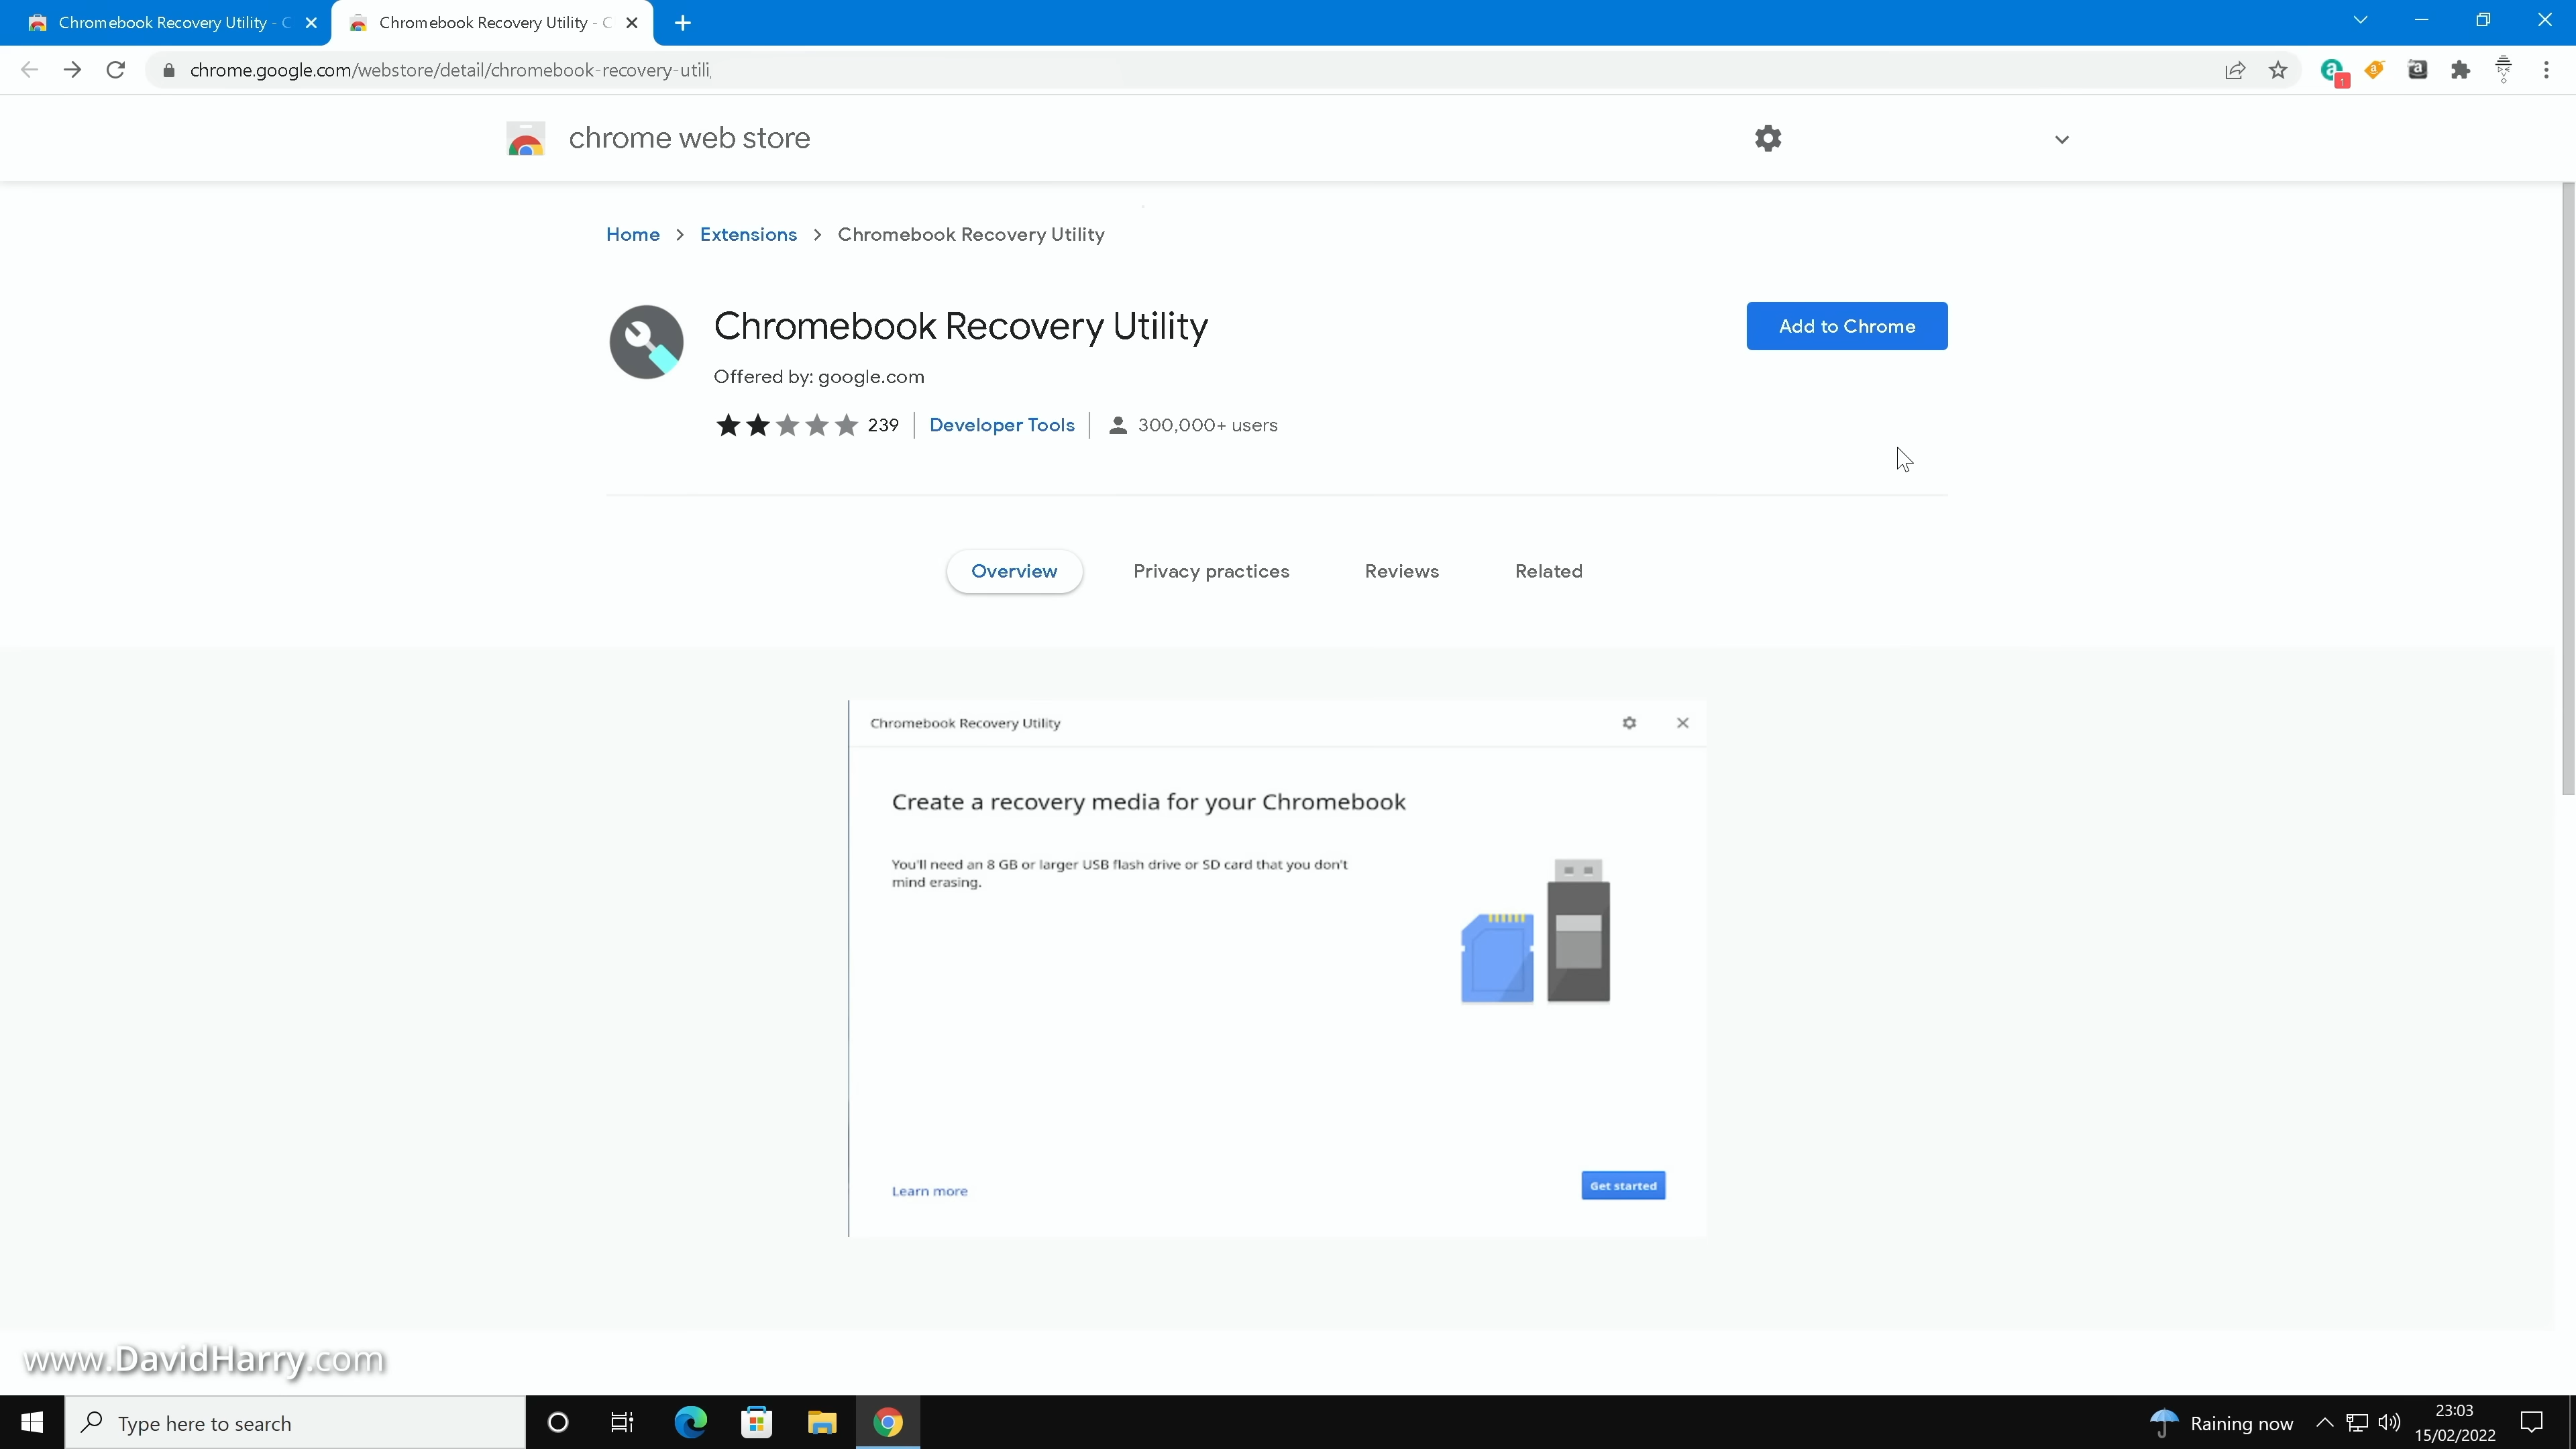 Chromebook Recovery Utility - C
Chromebook Recovery Utility - C
chrome.google.com/webstore/detail/chromebook-recovery-utili
1
chrome web store
Home > Extensions > Chromebook Recovery Utility
Chromebook Recovery Utility
Add to Chrome
Offered by: google.com
239 Developer Tools 300,000+ users
Overview Privacy practices Reviews Related
Chromebook Recovery Utility
Create a recovery media for your Chromebook
You'll need an 8 GB or larger USB flash drive or SD card that you don't
mind erasing.
Learn more
Get started
www.DavidHarry.com
Type here to search
Raining now
23:03
15/02/2022